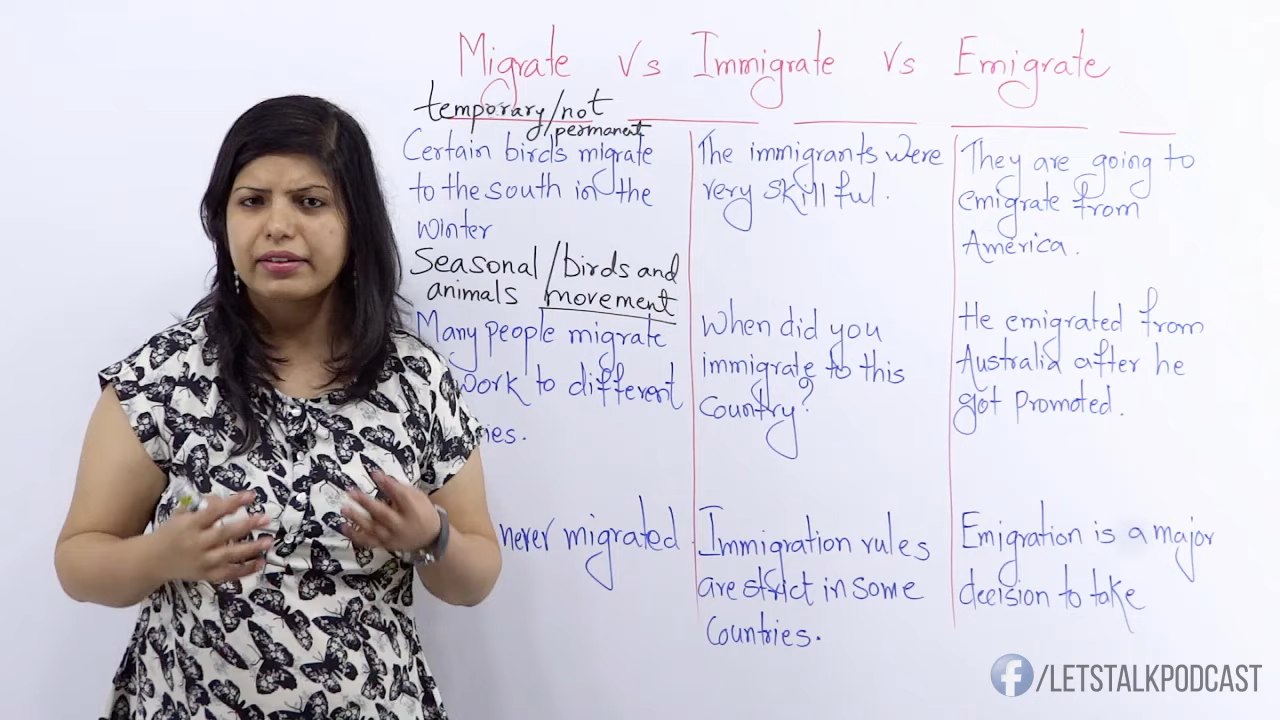 Migrate vs Immigrate vs Emigrate
temporary/not
permanent
Certain birds migrate
to the south in the
winter
Seasonal/birds and
animals movement
Many people migrate
work to different
ies.
never migrated
The immigrants were
very skillful.
When did you
immigrate to this
Country?
Immigration rules
are strict in some
Countries.
They are going to
emigrate from
America.
He emigrated from
Australia after he
got promoted.
Emigration is a major
decision to take
f/LETSTALKPODCAST